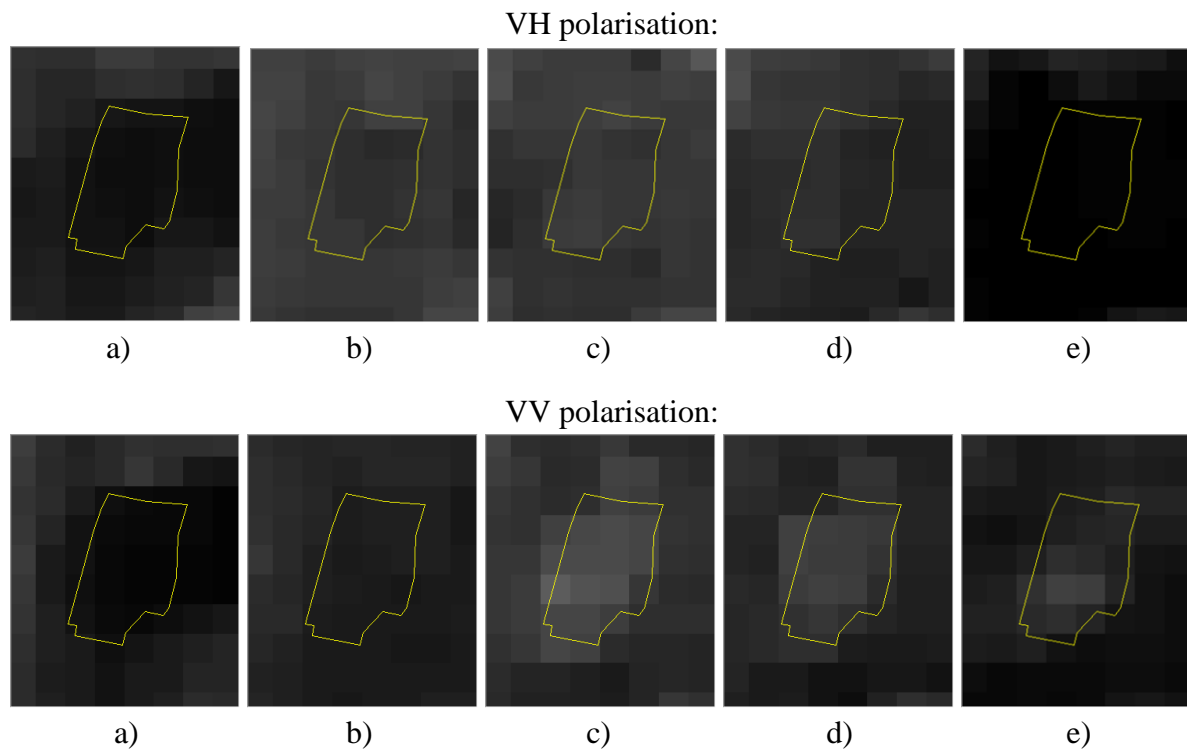 VH polarisation:
a) b) c) d) e)
VV polarisation:
a) b) c) d) e)